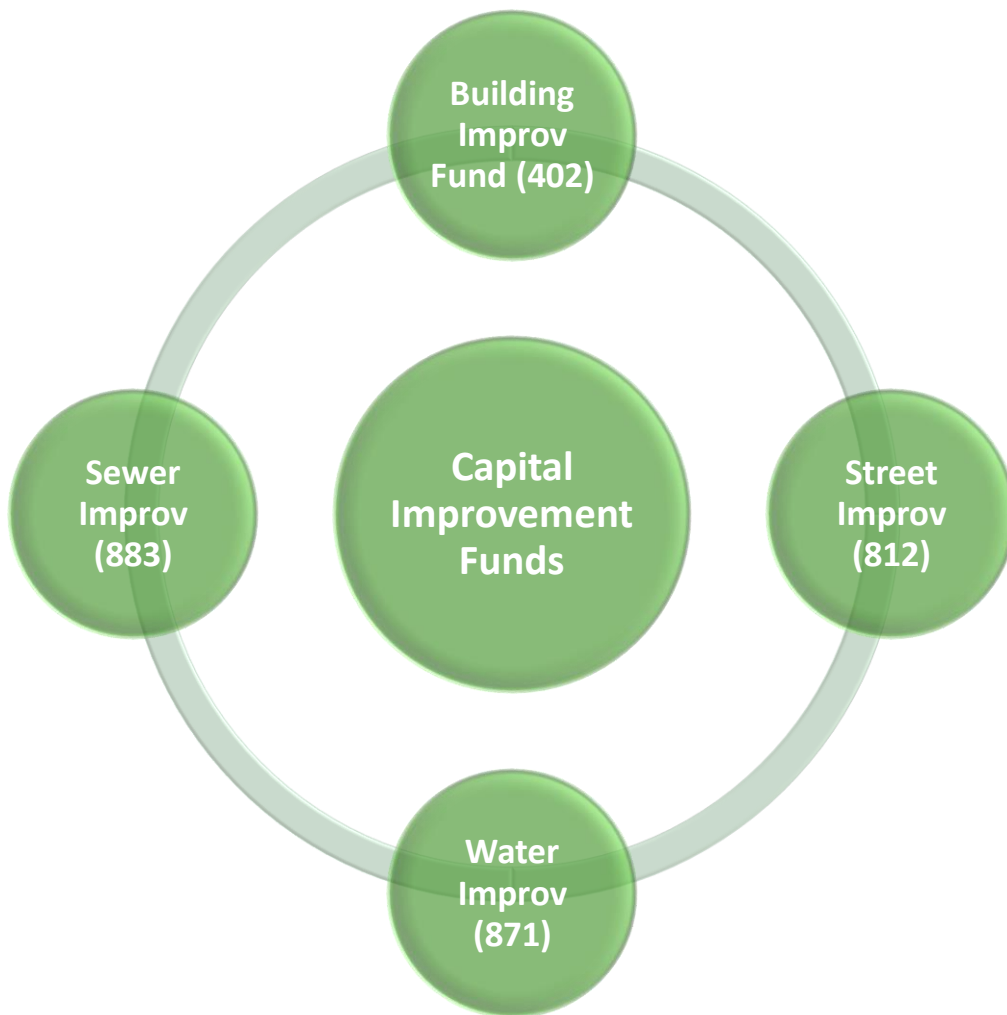 Building
Improv
Fund (402)
Sewer
Improv
(883)
Capital
Improvement
Funds
Street
Improv
(812)
Water
Improv
(871)